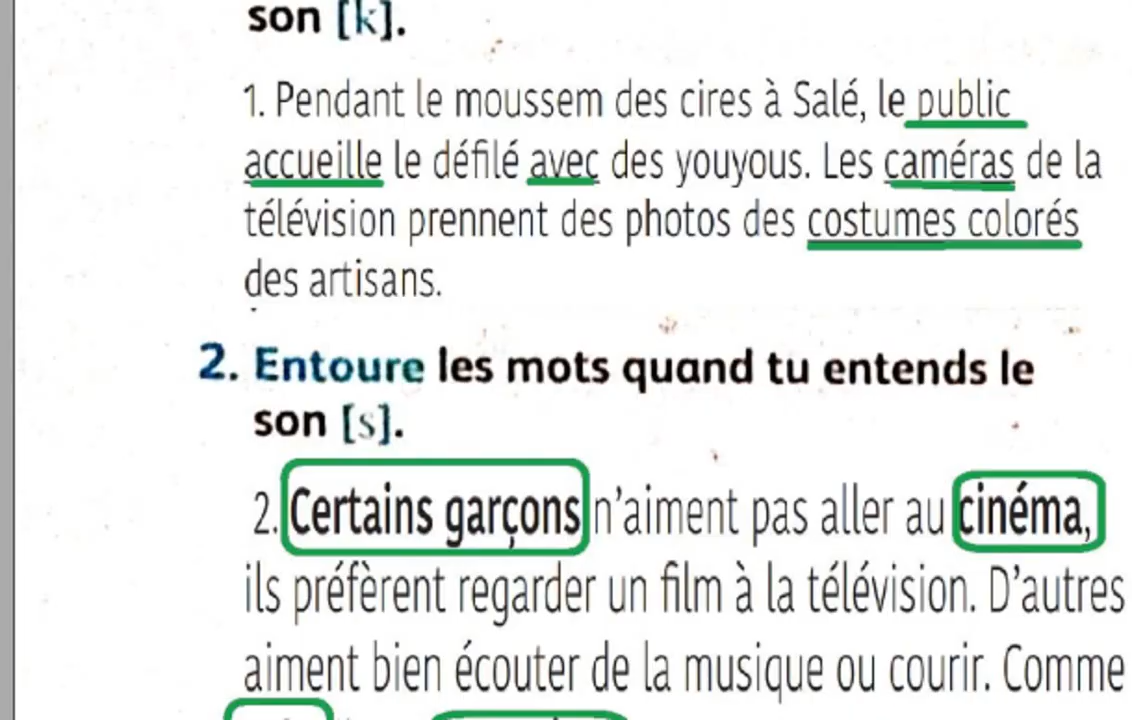 son [k].
1. Pendant le moussem des cires à Salé, le public
accueille le défilé avec des youyous. Les caméras de la
télévision prennent des photos des costumes colorés
des artisans.
2. Entoure les mots quand tu entends le
son [s].
2. Certains garçons n'aiment pas aller au cinéma,
ils préfèrent regarder un film à la télévision. D'autres
aiment bien écouter de la musique ou courir. Comme